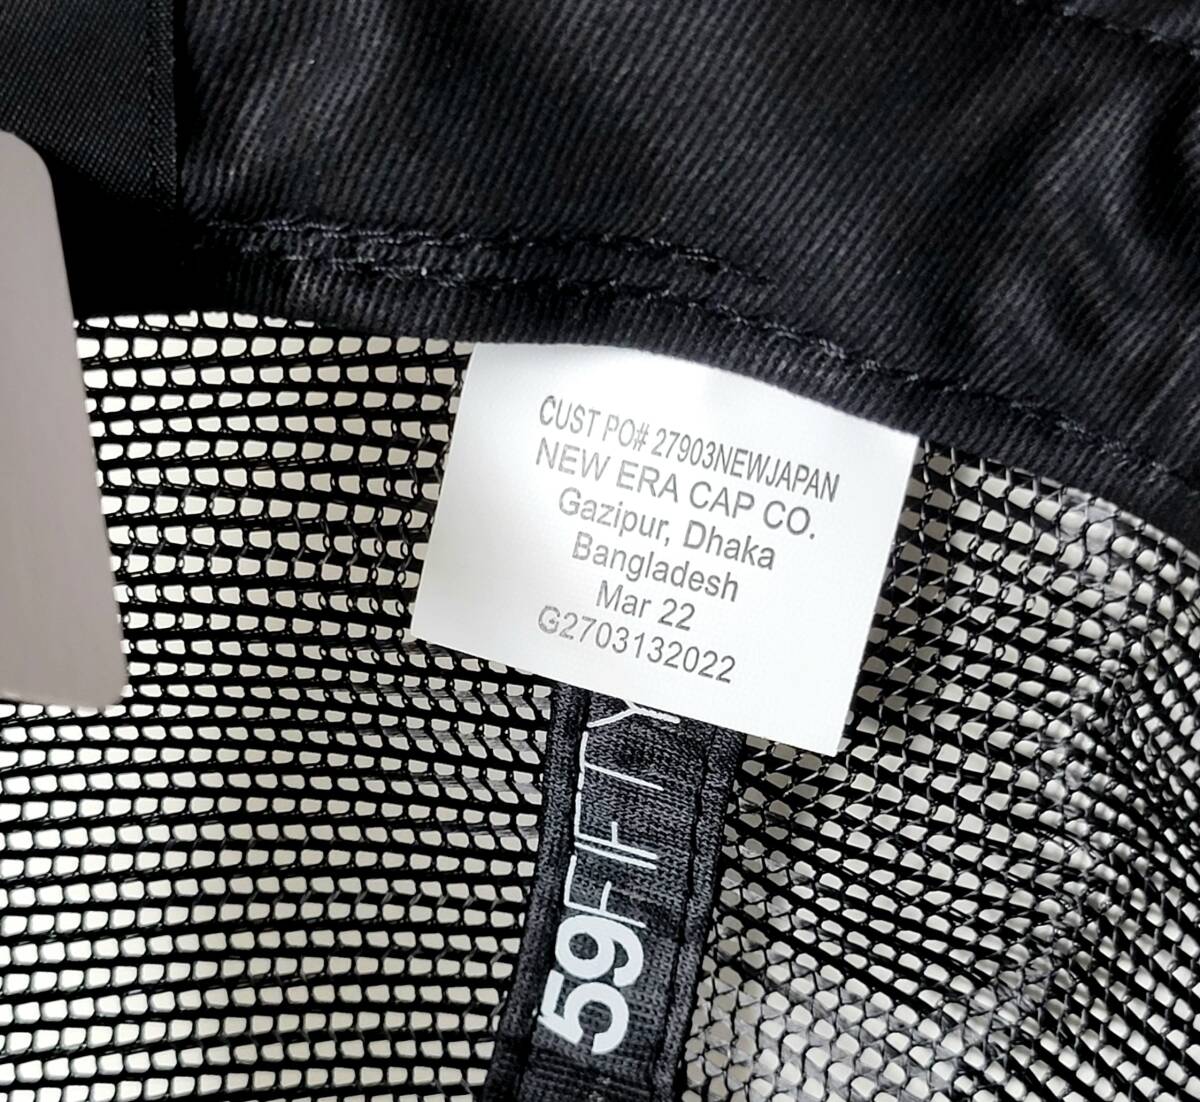 CUST PO# 27903NEWJAPAN
NEW ERA CAP CO.
Gazipur, Dhaka
Bangladesh
Mar 22
G2703132022
59FIFTY